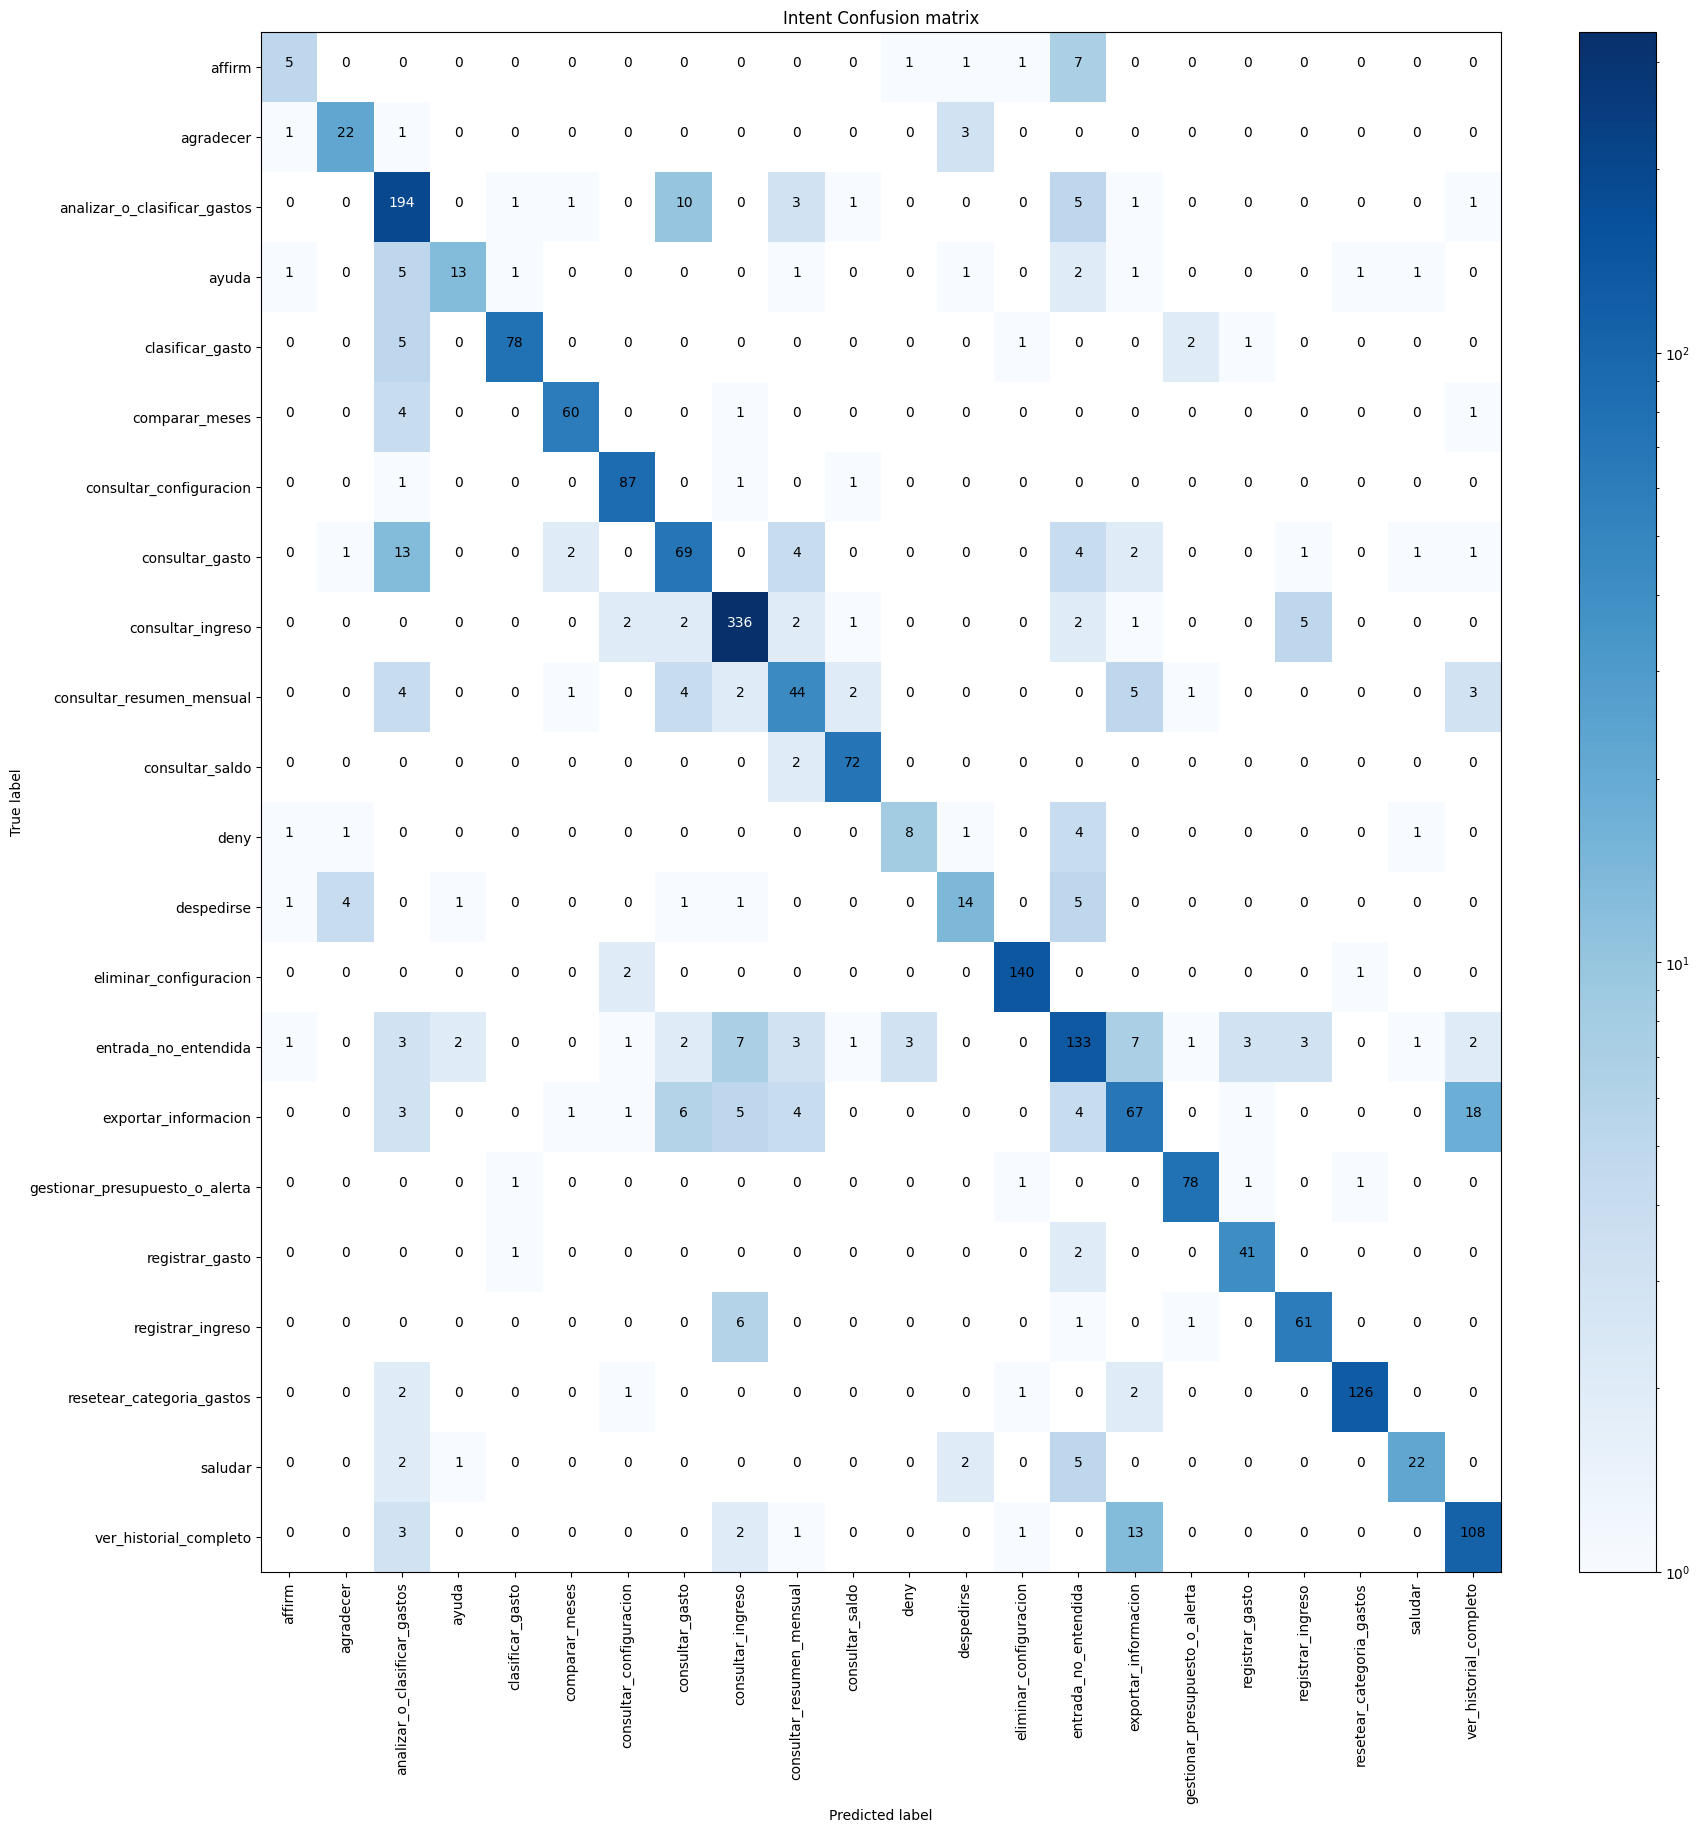 Intent Confusion matrix
affirm 5 0 0 0 0 0 0 0 0 0 0 1 1 1 7 0 0 0 0 0 0 0
agradecer 1 22 1 0 0 0 0 0 0 0 0 0 3 0 0 0 0 0 0 0 0 0
analizar_o_clasificar_gastos 0 0 194 0 1 1 0 10 0 3 1 0 0 0 5 1 0 0 0 0 0 1
ayuda 1 0 5 13 1 0 0 0 0 1 0 0 1 0 2 1 0 0 0 1 1 0
clasificar_gasto 0 0 5 0 78 0 0 0 0 0 0 0 0 1 0 0 2 1 0 0 0 0
comparar_meses 0 0 4 0 0 60 0 0 1 0 0 0 0 0 0 0 0 0 0 0 0 1
consultar_configuracion 0 0 1 0 0 0 87 0 1 0 1 0 0 0 0 0 0 0 0 0 0 0
consultar_gasto 0 1 13 0 0 2 0 69 0 4 0 0 0 0 4 2 0 0 1 0 1 1
consultar_ingreso 0 0 0 0 0 0 2 2 336 2 1 0 0 0 2 1 0 0 5 0 0 0
consultar_resumen_mensual 0 0 4 0 0 1 0 4 2 44 2 0 0 0 0 5 1 0 0 0 0 3
consultar_saldo 0 0 0 0 0 0 0 0 0 2 72 0 0 0 0 0 0 0 0 0 0 0
deny 1 1 0 0 0 0 0 0 0 0 0 8 1 0 4 0 0 0 0 0 1 0
despedirse 1 4 0 1 0 0 0 1 1 0 0 0 14 0 5 0 0 0 0 0 0 0
eliminar_configuracion 0 0 0 0 0 0 2 0 0 0 0 0 0 140 0 0 0 0 0 1 0 0
entrada_no_entendida 1 0 3 2 0 0 1 2 7 3 1 3 0 0 133 7 1 3 3 0 1 2
exportar_informacion 0 0 3 0 0 1 1 6 5 4 0 0 0 0 4 67 0 1 0 0 0 18
gestionar_presupuesto_o_alerta 0 0 0 0 1 0 0 0 0 0 0 0 0 1 0 0 78 1 0 1 0 0
registrar_gasto 0 0 0 0 1 0 0 0 0 0 0 0 0 0 2 0 0 41 0 0 0 0
registrar_ingreso 0 0 0 0 0 0 0 0 6 0 0 0 0 0 1 0 1 0 61 0 0 0
resetear_categoria_gastos 0 0 2 0 0 0 1 0 0 0 0 0 0 1 0 2 0 0 0 126 0 0
saludar 0 0 2 1 0 0 0 0 0 0 0 0 2 0 5 0 0 0 0 0 22 0
ver_historial_completo 0 0 3 0 0 0 0 0 2 1 0 0 0 1 0 13 0 0 0 0 0 108
True label
affirm
agradecer
analizar_o_clasificar_gastos
ayuda
clasificar_gasto
comparar_meses
consultar_configuracion
consultar_gasto
consultar_ingreso
consultar_resumen_mensual
consultar_saldo
deny
despedirse
eliminar_configuracion
entrada_no_entendida
exportar_informacion
gestionar_presupuesto_o_alerta
registrar_gasto
registrar_ingreso
resetear_categoria_gastos
saludar
ver_historial_completo
Predicted label
10²
10¹
10⁰